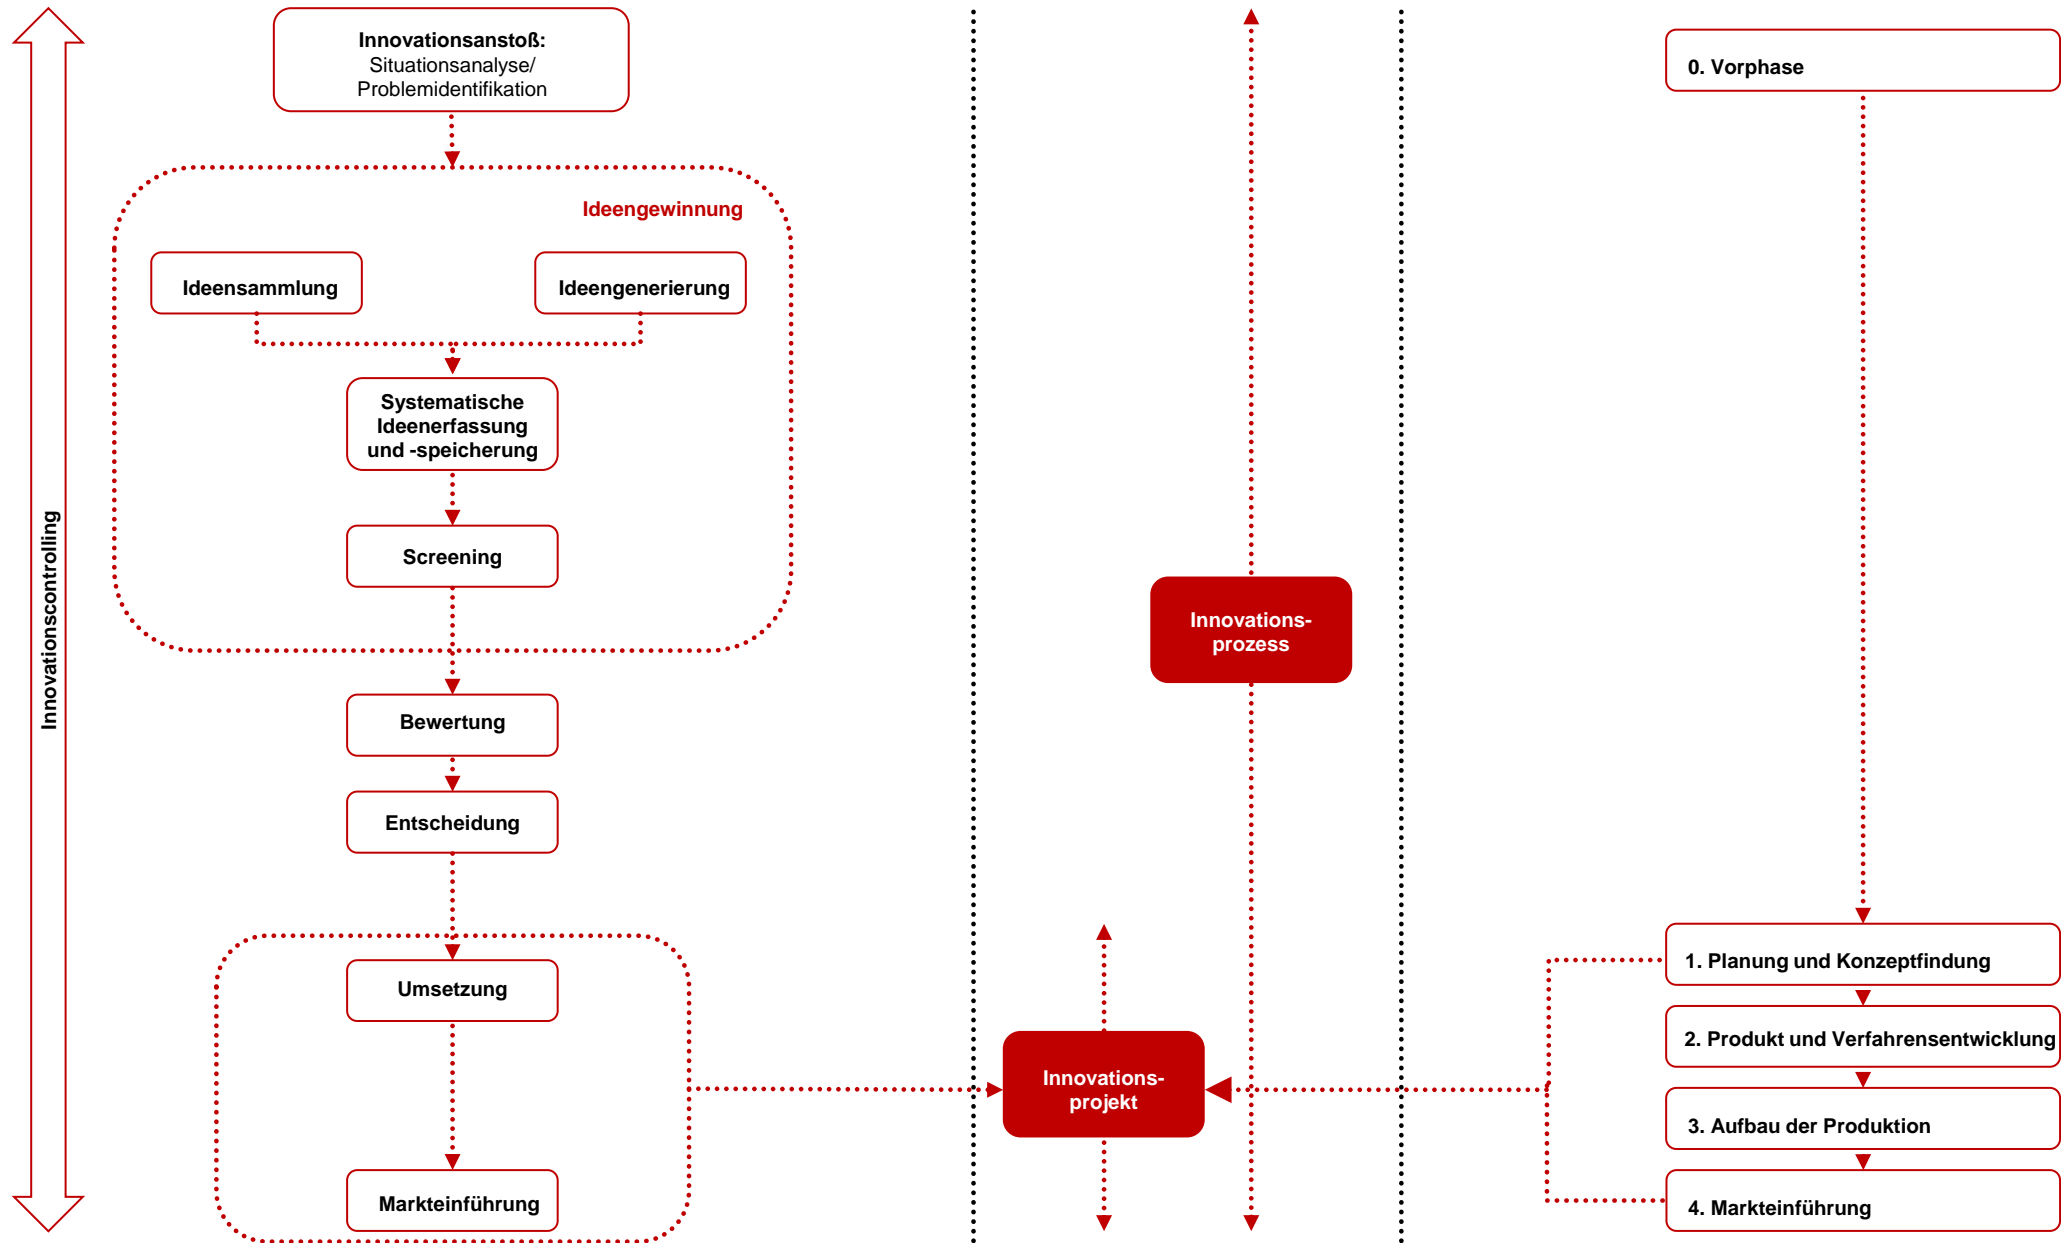 Innovationscontrolling
Innovationsanstoß:
Situationsanalyse/
Problemidentifikation
Ideengewinnung
Ideensammlung
Ideengenerierung
Systematische
Ideenerfassung
und -speicherung
Screening
Bewertung
Entscheidung
Umsetzung
Markteinführung
Innovations-
prozess
Innovations-
projekt
0. Vorphase
1. Planung und Konzeptfindung
2. Produkt und Verfahrensentwicklung
3. Aufbau der Produktion
4. Markteinführung